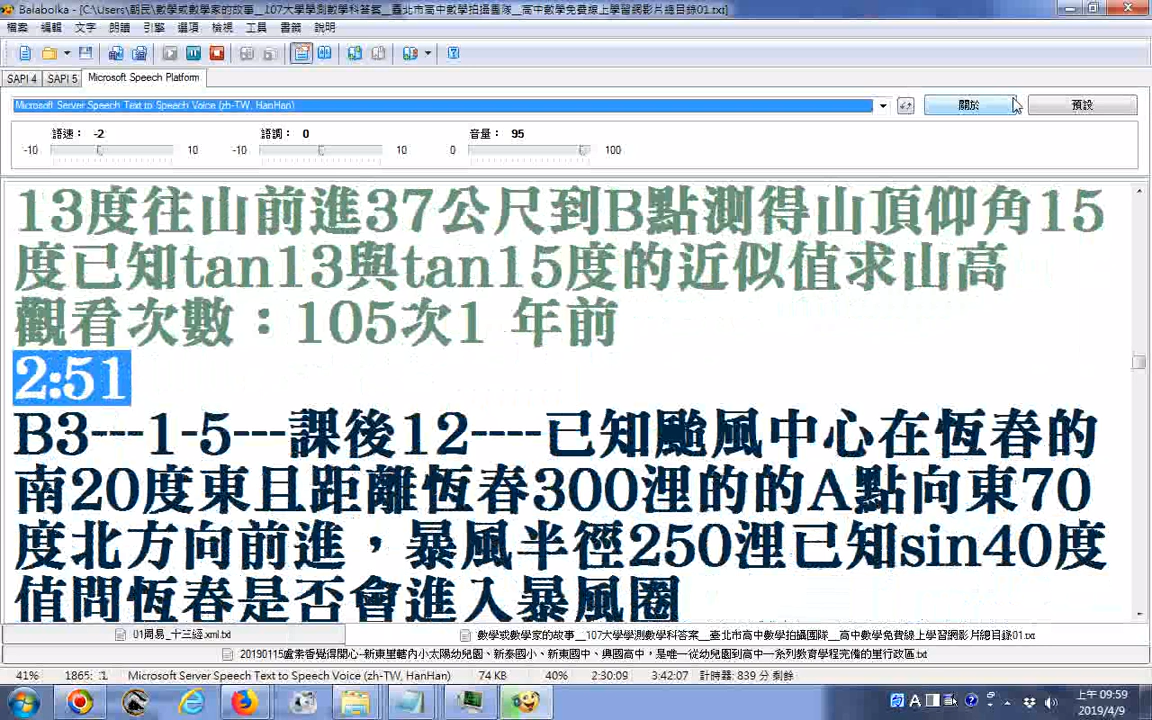 Balabolka - [C:\Users\朝民\數學或數學家的故事__107大學學測數學科答案__臺北市高中數學拍攝團隊__高中數學免費線上學習網影片總目錄01.txt]
檔案 編輯 文字 朗讀 引擎 選項 檢視 工具 書籤 說明
SAPI 4 SAPI 5 Microsoft Speech Platform
Microsoft Server Speech Text to Speech Voice (zh-TW, HanHan) 關於 預設
語速： -2 語調： 0 音量： 95
-10 10 -10 10 0 100
13度往山前進37公尺到B點測得山頂仰角15
度已知tan13與tan15度的近似值求山高
觀看次數：105次1 年前
2:51
B3---1-5---課後12----已知颱風中心在恆春的
南20度東且距離恆春300浬的的A點向東70
度北方向前進，暴風半徑250浬已知sin40度
值問恆春是否會進入暴風圈
01周易_十三經.xml.txt 數學或數學家的故事__107大學學測數學科答案__臺北市高中數學拍攝團隊__高中數學免費線上學習網影片總目錄01.txt
20190115盧素香覺得開心-新東里轄內小太陽幼兒園、新泰國小、新東國中、興國高中，是唯一從幼兒園到高中一系列教育學程完備的里行政區.txt
41% 1865: 1 Microsoft Server Speech Text to Speech Voice (zh-TW, HanHan) 74 KB 40% 2:30:09 3:42:07 計時器： 839 分 剩餘
上午 09:59
2019/4/9